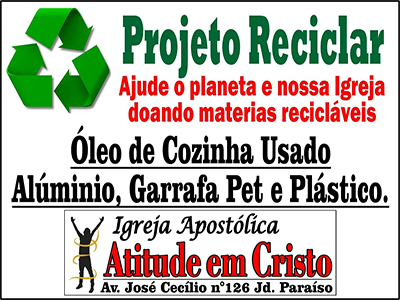 Projeto Reciclar
Ajude o planeta e nossa Igreja
doando materias recicláveis
Óleo de Cozinha Usado
Alúminio, Garrafa Pet e Plástico.
Igreja Apostólica
Atitude em Cristo
Av. José Cecílio n°126 Jd. Paraíso